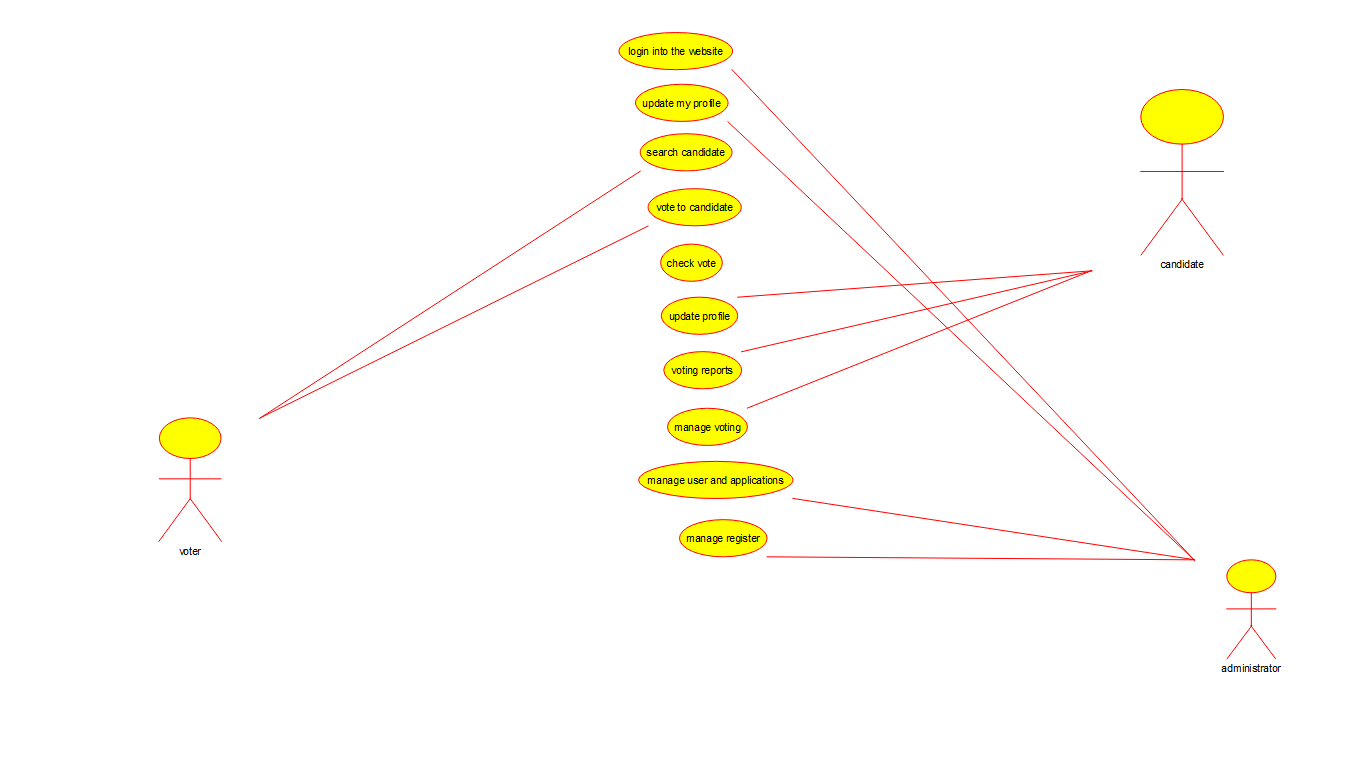 login into the website
update my profile
search candidate
vote to candidate
check vote
candidate
update profile
voting reports
manage voting
manage user and applications
manage register
voter
administrator